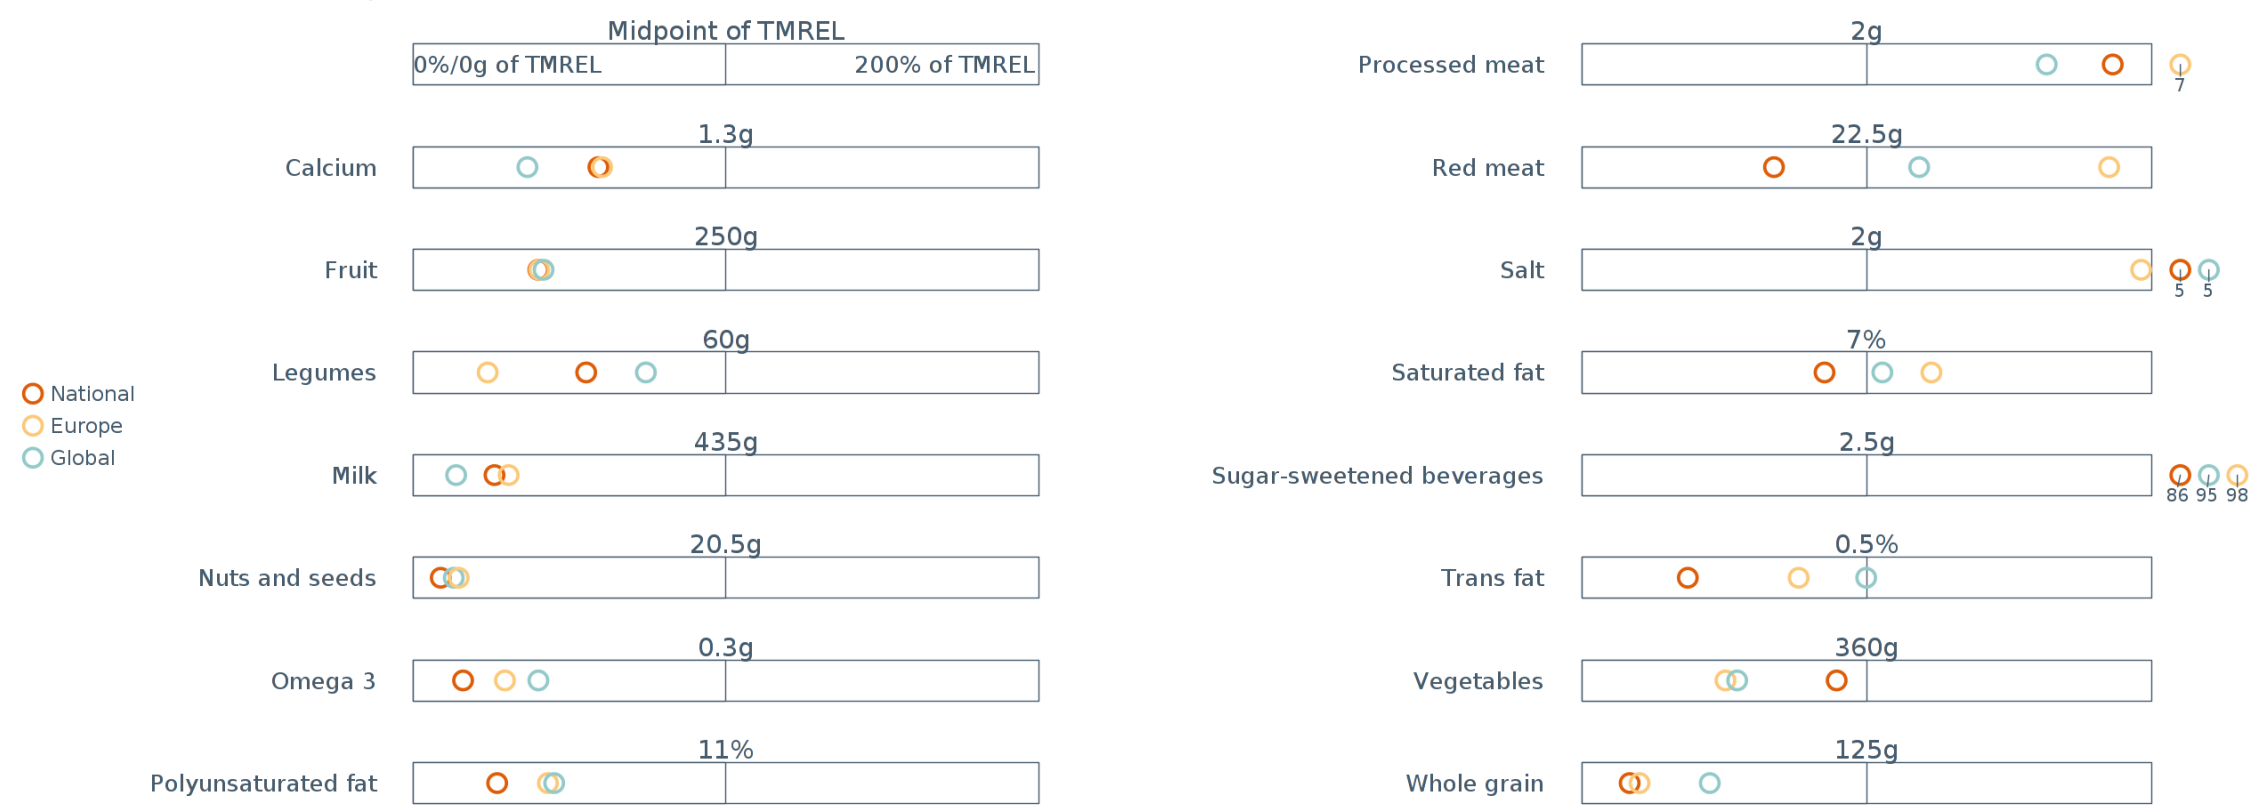 Midpoint of TMREL
0%/0g of TMREL 200% of TMREL
1.3g
Calcium
250g
Fruit
60g
Legumes
435g
Milk
20.5g
Nuts and seeds
0.3g
Omega 3
11%
Polyunsaturated fat
National
Europe
Global
2g
Processed meat
7
22.5g
Red meat
2g
Salt
5 5
7%
Saturated fat
2.5g
Sugar-sweetened beverages
86 95 98
0.5%
Trans fat
360g
Vegetables
125g
Whole grain